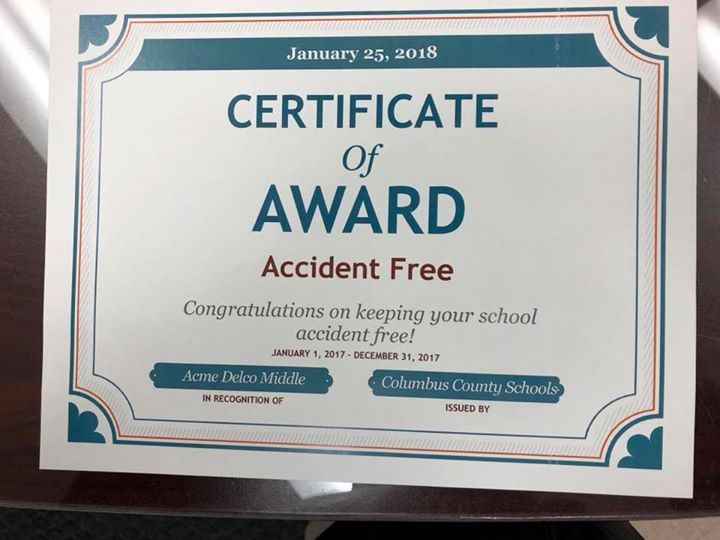 January 25, 2018
CERTIFICATE
Of
AWARD
Accident Free
Congratulations on keeping your school
accident free!
JANUARY 1, 2017 - DECEMBER 31, 2017
Acme Delco Middle
IN RECOGNITION OF
Columbus County Schools
ISSUED BY